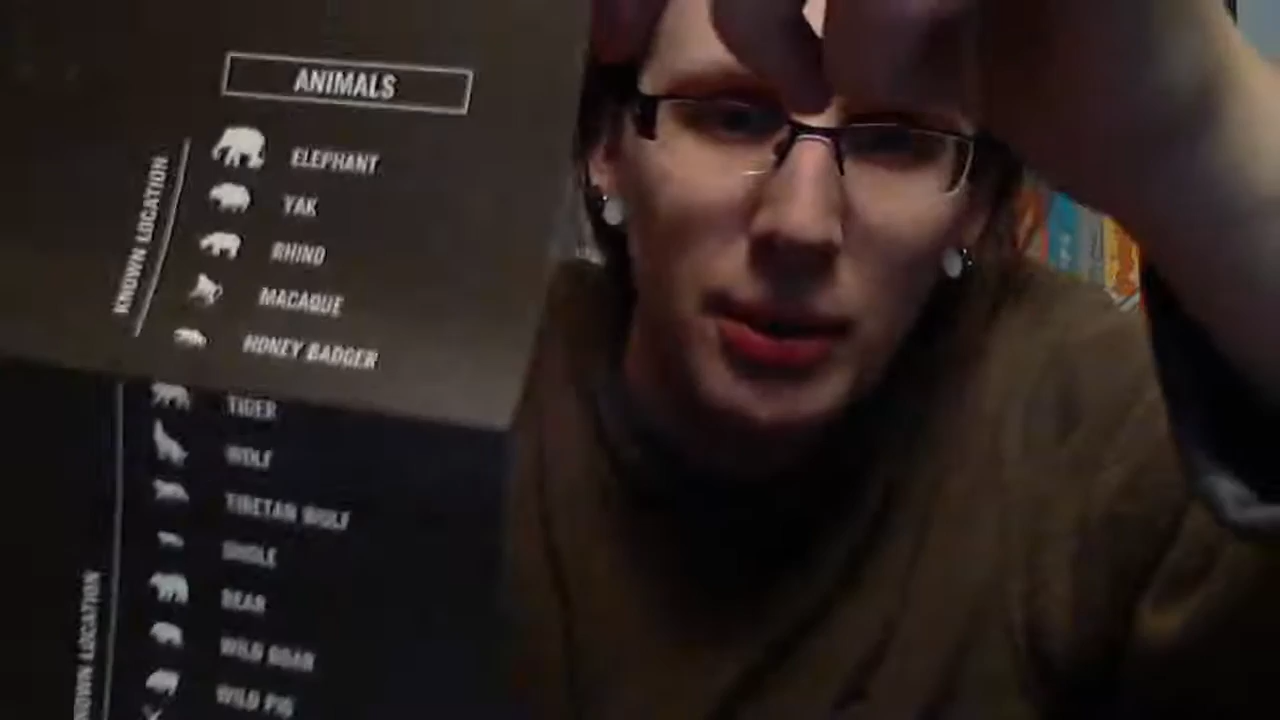 ANIMALS
KNOWN LOCATION
ELEPHANT
YAK
RHINO
MACAQUE
HONEY BADGER
TIGER
WOLF
TIBETAN WOLF
DHOLE
BEAR
WILD BOAR
WILD PIG